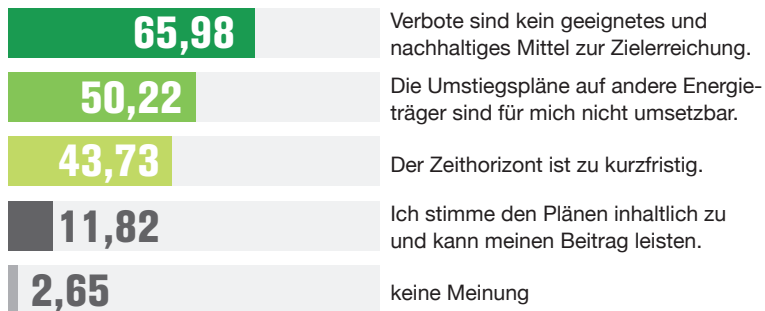 65,98
Verbote sind kein geeignetes und
nachhaltiges Mittel zur Zielerreichung.
50,22
Die Umstiegspläne auf andere Energie-
träger sind für mich nicht umsetzbar.
43,73
Der Zeithorizont ist zu kurzfristig.
11,82
Ich stimme den Plänen inhaltlich zu
und kann meinen Beitrag leisten.
2,65
keine Meinung